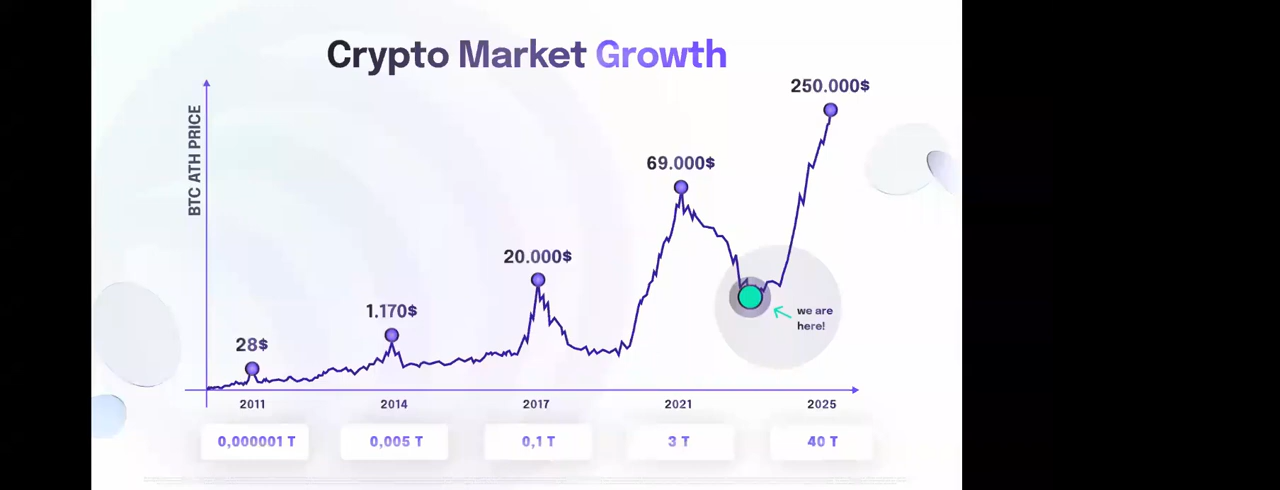 Crypto Market Growth
BTC ATH PRICE
250.000$
69.000$
20.000$
1.170$
28$
we are
here!
2011 2014 2017 2021 2025
0,000001 T 0,005 T 0,1 T 3 T 40 T